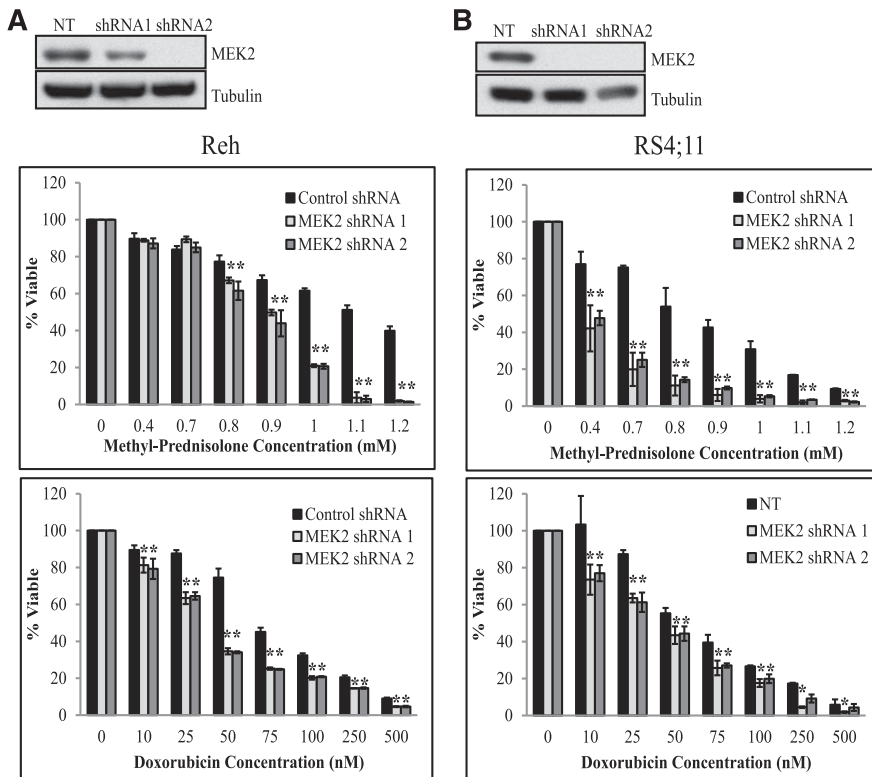 A
NT shRNA1 shRNA2
MEK2
Tubulin
Reh
120
100
80
60
40
20
0
% Viable
Control shRNA
MEK2 shRNA 1
MEK2 shRNA 2
** ** ** ** **
0 0.4 0.7 0.8 0.9 1 1.1 1.2
Methyl-Prednisolone Concentration (mM)
120
100
80
60
40
20
0
% Viable
Control shRNA
MEK2 shRNA 1
MEK2 shRNA 2
** ** ** ** ** ** **
0 10 25 50 75 100 250 500
Doxorubicin Concentration (nM)
B
NT shRNA1 shRNA2
MEK2
Tubulin
RS4;11
120
100
80
60
40
20
0
% Viable
Control shRNA
MEK2 shRNA 1
MEK2 shRNA 2
** ** ** ** ** ** **
0 0.4 0.7 0.8 0.9 1 1.1 1.2
Methyl-Prednisolone Concentration (mM)
120
100
80
60
40
20
0
% Viable
NT
MEK2 shRNA 1
MEK2 shRNA 2
** ** ** ** ** * *
0 10 25 50 75 100 250 500
Doxorubicin Concentration (nM)